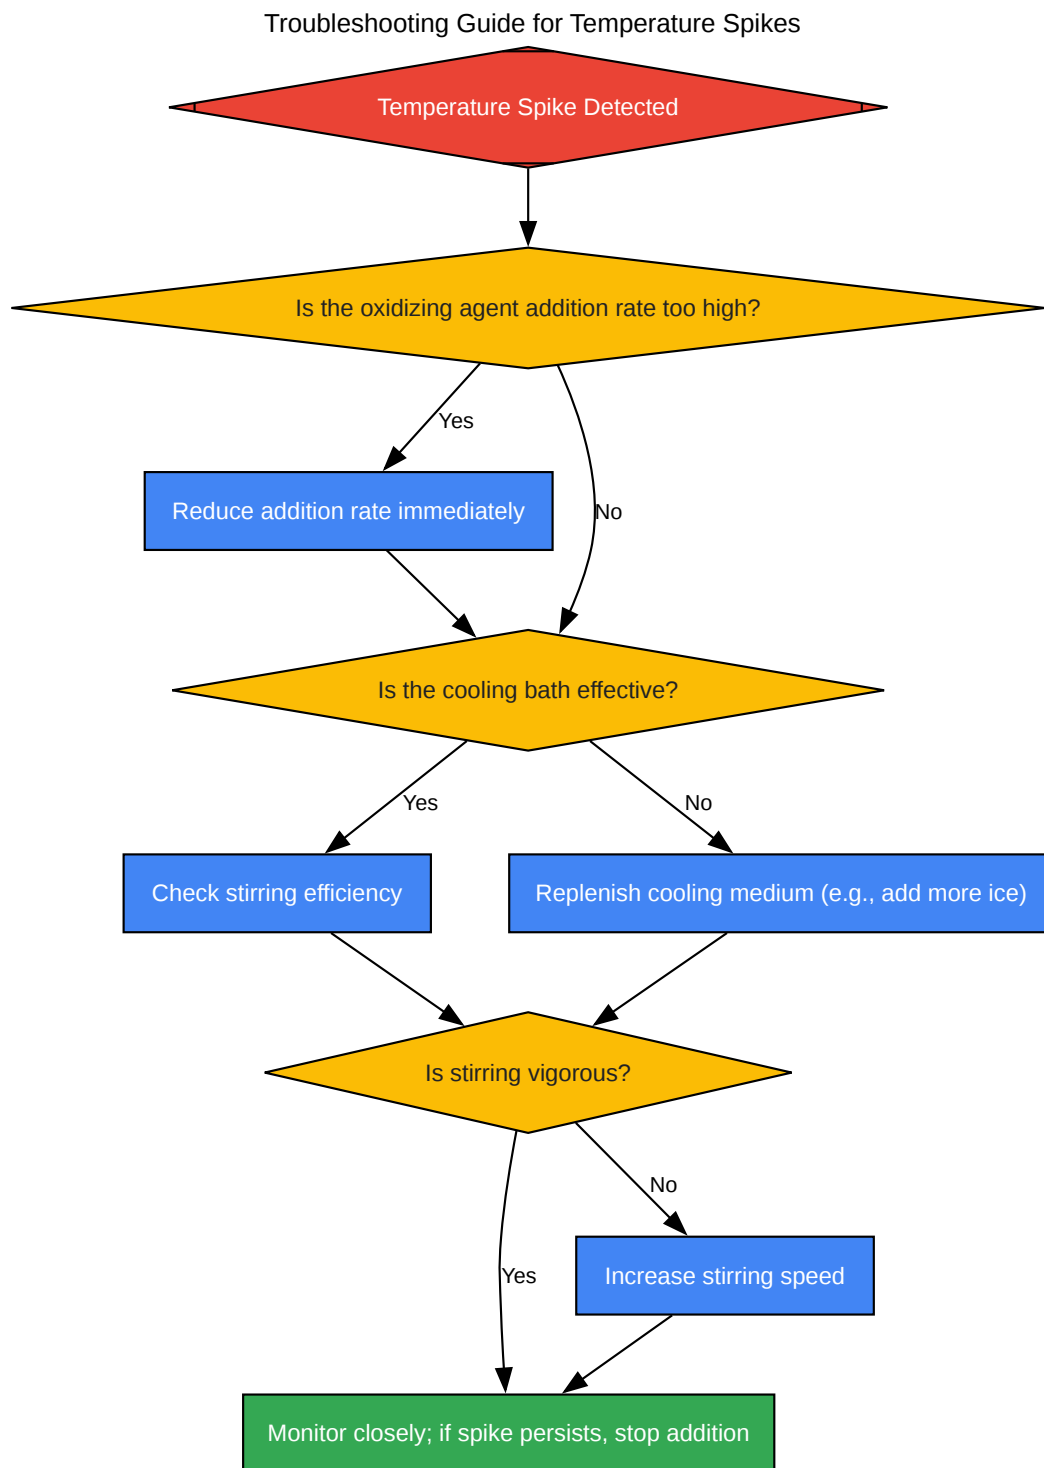 Troubleshooting Guide for Temperature Spikes
Temperature Spike Detected
Is the oxidizing agent addition rate too high?
Yes
Reduce addition rate immediately
No
Is the cooling bath effective?
Yes
No
Check stirring efficiency
Replenish cooling medium (e.g., add more ice)
Is stirring vigorous?
No
Yes
Increase stirring speed
Monitor closely; if spike persists, stop addition